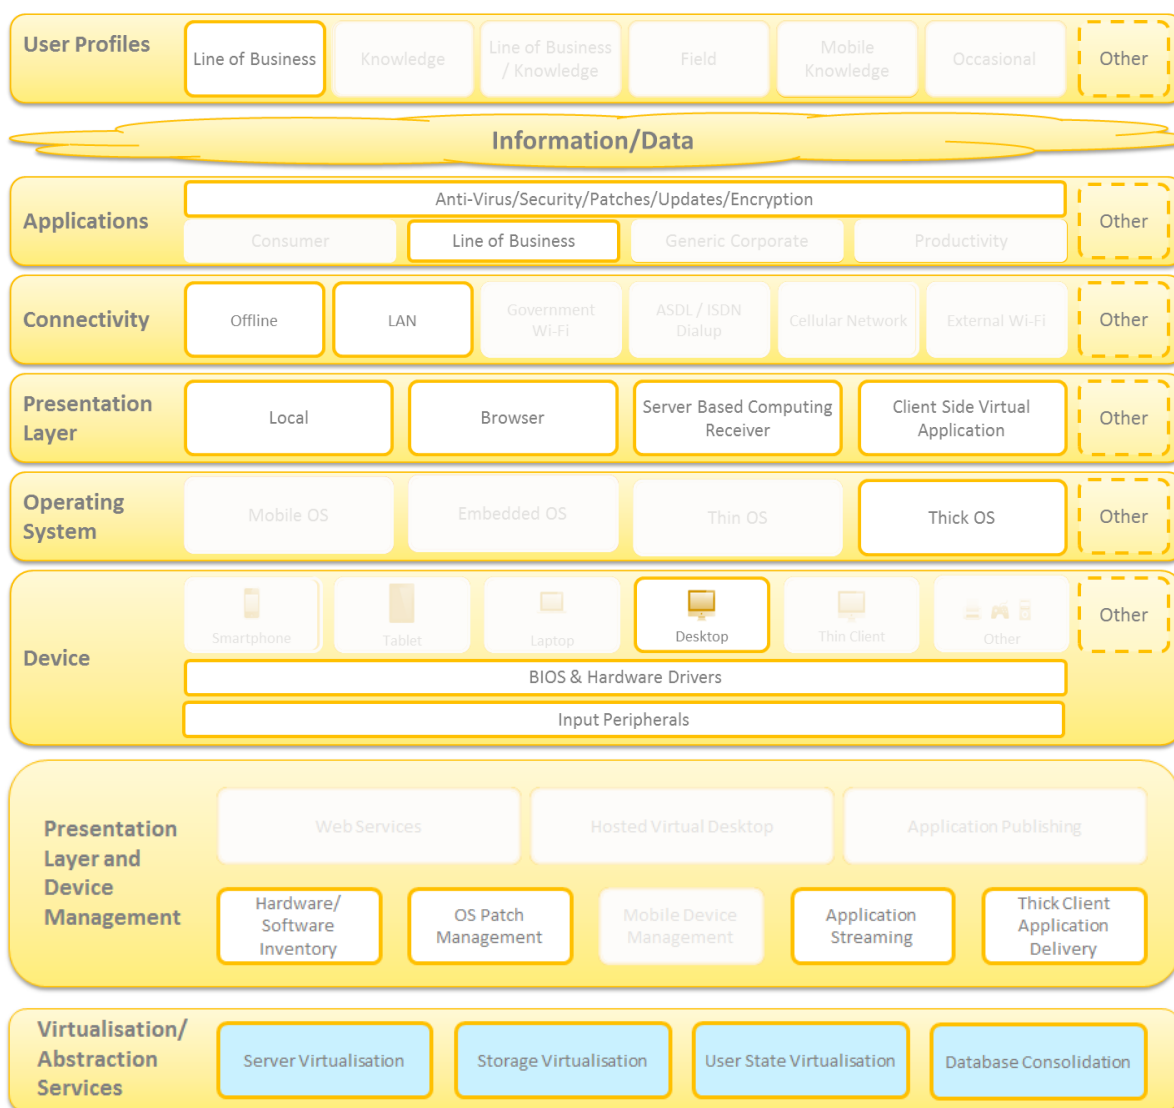 User Profiles
Line of Business
Knowledge
Line of Business
/ Knowledge
Field
Mobile
Knowledge
Occasional
Other
Information/Data
Applications
Anti-Virus/Security/Patches/Updates/Encryption
Consumer
Line of Business
Generic Corporate
Productivity
Other
Connectivity
Offline
LAN
Government
Wi-Fi
ASDL / ISDN
Dialup
Cellular Network
External Wi-Fi
Other
Presentation
Layer
Local
Browser
Server Based Computing
Receiver
Client Side Virtual
Application
Other
Operating
System
Mobile OS
Embedded OS
Thin OS
Thick OS
Other
Device
Smartphone
Tablet
Laptop
Desktop
Thin Client
Other
Other
BIOS & Hardware Drivers
Input Peripherals
Presentation
Layer and
Device
Management
Web Services
Hosted Virtual Desktop
Application Publishing
Hardware/
Software
Inventory
OS Patch
Management
Mobile Device
Management
Application
Streaming
Thick Client
Application
Delivery
Virtualisation/
Abstraction
Services
Server Virtualisation
Storage Virtualisation
User State Virtualisation
Database Consolidation